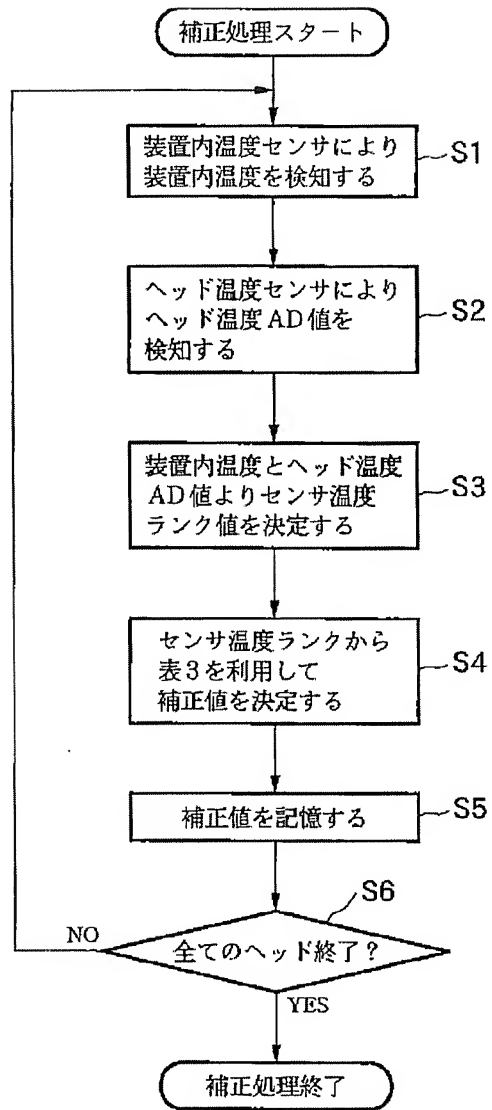 補正処理スタート
装置内温度センサにより
装置内温度を検知する
S1
ヘッド温度センサにより
ヘッド温度AD値を
検知する
S2
装置内温度とヘッド温度
AD値よりセンサ温度
ランク値を決定する
S3
センサ温度ランクから
表3を利用して
補正値を決定する
S4
補正値を記憶する
S5
S6
全てのヘッド終了?
NO
YES
補正処理終了